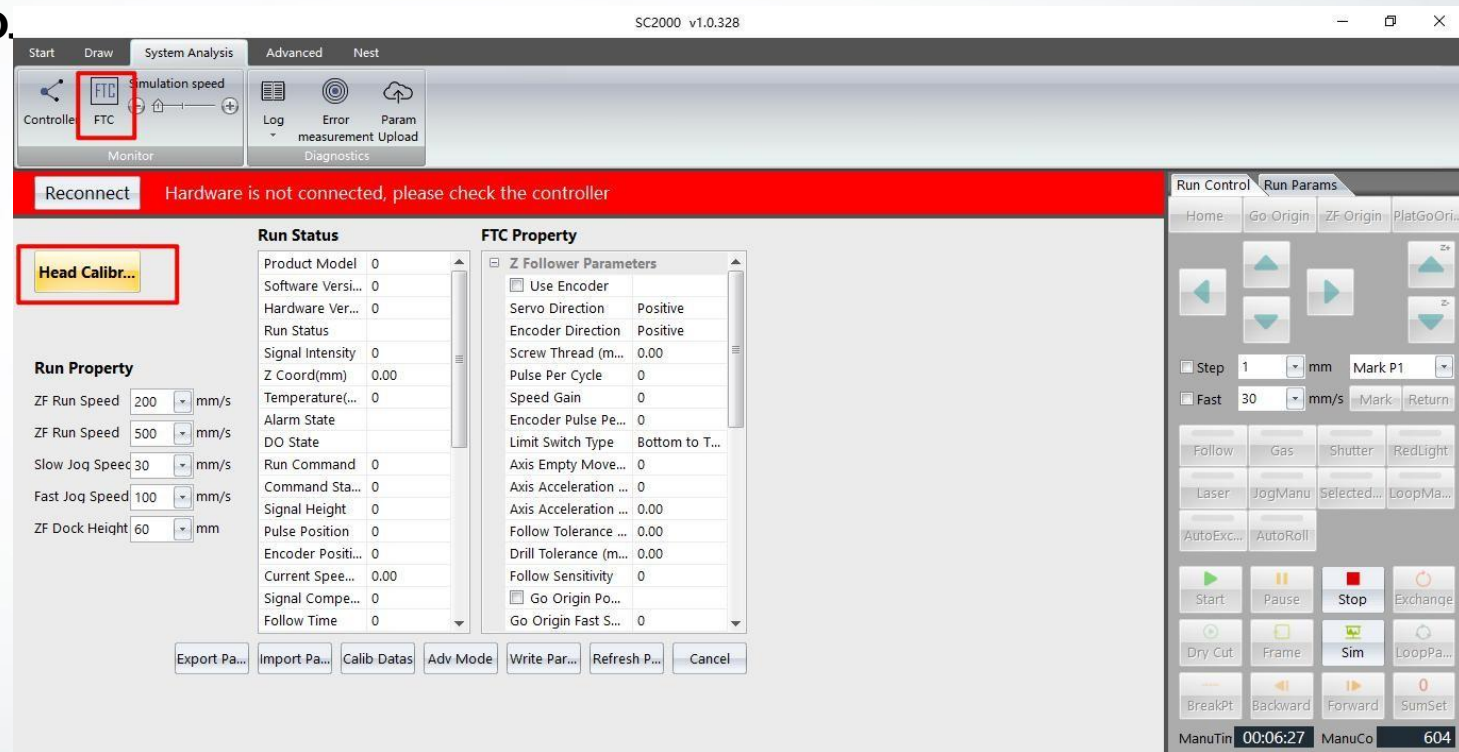 SC2000 v1.0.328
Start Draw System Analysis Advanced Nest
Simulation speed
FTC
Controller FTC Log Error measurement Param Upload
Monitor Diagnostics
Reconnect Hardware is not connected, please check the controller
Head Calibr...
Run Property
ZF Run Speed 200 mm/s
ZF Run Speed 500 mm/s
Slow Jog Speed 30 mm/s
Fast Jog Speed 100 mm/s
ZF Dock Height 60 mm
Run Status
Product Model 0
Software Versi... 0
Hardware Ver... 0
Run Status
Signal Intensity 0
Z Coord(mm) 0.00
Temperature(... 0
Alarm State
DO State
Run Command 0
Command Sta... 0
Signal Height 0
Pulse Position 0
Encoder Positi... 0
Current Spee... 0.00
Signal Compe... 0
Follow Time 0
FTC Property
Z Follower Parameters
Use Encoder
Servo Direction Positive
Encoder Direction Positive
Screw Thread (m... 0.00
Pulse Per Cycle 0
Speed Gain 0
Encoder Pulse Pe... 0
Limit Switch Type Bottom to T...
Axis Empty Move... 0
Axis Acceleration ... 0
Axis Acceleration ... 0.00
Follow Tolerance ... 0.00
Drill Tolerance (m... 0.00
Follow Sensitivity 0
Go Origin Po...
Go Origin Fast S... 0
Export Pa... Import Pa... Calib Datas Adv Mode Write Par... Refresh P... Cancel
Run Control Run Params
Home Go Origin ZF Origin PlatGoOri...
Z+
Z-
Step 1 mm Mark P1
Fast 30 mm/s Mark Return
Follow Gas Shutter RedLight
Laser JogManu Selected... LoopMa...
AutoExc... AutoRoll
Start Pause Stop Exchange
Dry Cut Frame Sim LoopPa...
0
BreakPt Backward Forward SumSet
ManuTin 00:06:27 ManuCo 604